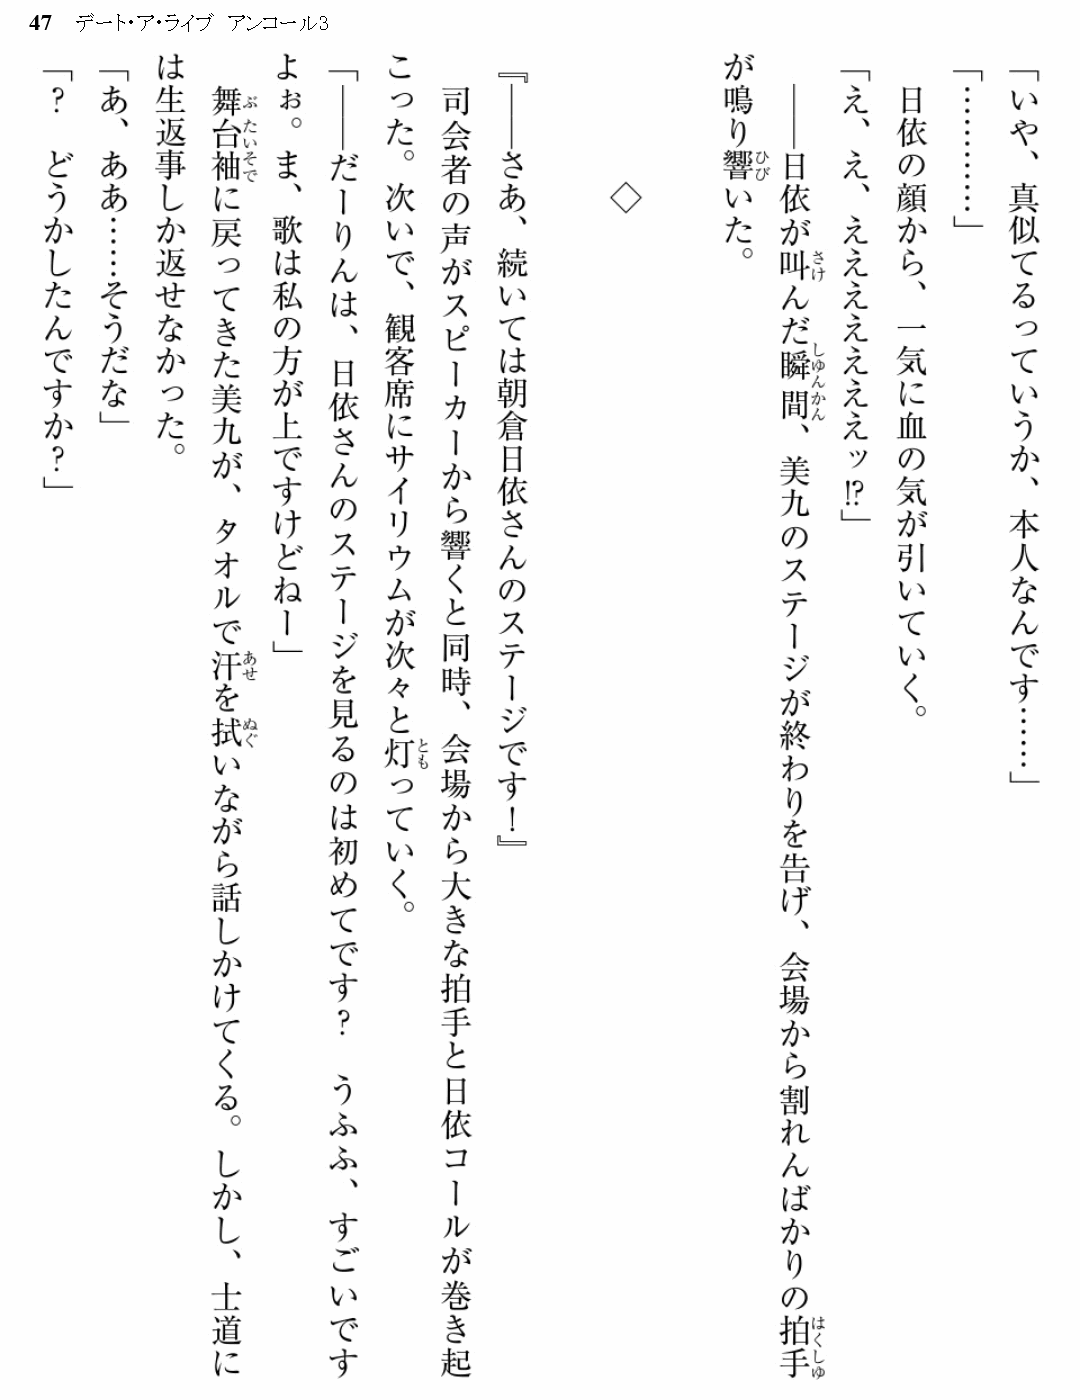 47 デート・ア・ライブ アンコール3
「いや、真似てるっていうか、本人なんです……」
「…………」
日依の顔から、一気に血の気が引いていく。
「え、え、えええええええッ!?」
――日依が叫んだ瞬間、美九のステージが終わりを告げ、会場から割れんばかりの拍手
が鳴り響いた。
◇
『――さあ、続いては朝倉日依さんのステージです！』
司会者の声がスピーカーから響くと同時、会場から大きな拍手と日依コールが巻き起
こった。次いで、観客席にサイリウムが次々と灯っていく。
「――だーりんは、日依さんのステージを見るのは初めてです？　うふふ、すごいです
よぉ。ま、歌は私の方が上ですけどねー」
舞台袖に戻ってきた美九が、タオルで汗を拭いながら話しかけてくる。しかし、士道に
は生返事しか返せなかった。
「あ、ああ……そうだな」
「？　どうかしたんですか？」